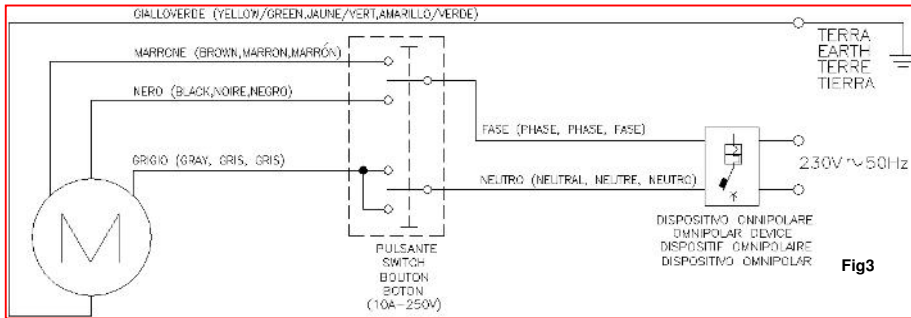 GIALLOVERDE (YELLOW/GREEN,JAUNE/VERT,AMARILLO/VERDE)
TERRA
EARTH
TERRE
TIERRA
MARRONE (BROWN,MARRON,MARRÓN)
NERO (BLACK,NOIRE,NEGRO)
FASE (PHASE, PHASE, FASE)
GRIGIO (GRAY, GRIS, GRIS)
230V ~ 50Hz
NEUTRO (NEUTRAL, NEUTRE, NEUTRO)
M
PULSANTE
SWITCH
BOUTON
BOTON
(10A-250V)
DISPOSITIVO ONNIPOLARE
OMNIPOLAR DEVICE
DISPOSITIF OMNIPOLAIRE
DISPOSITIVO OMNIPOLAR
Fig3